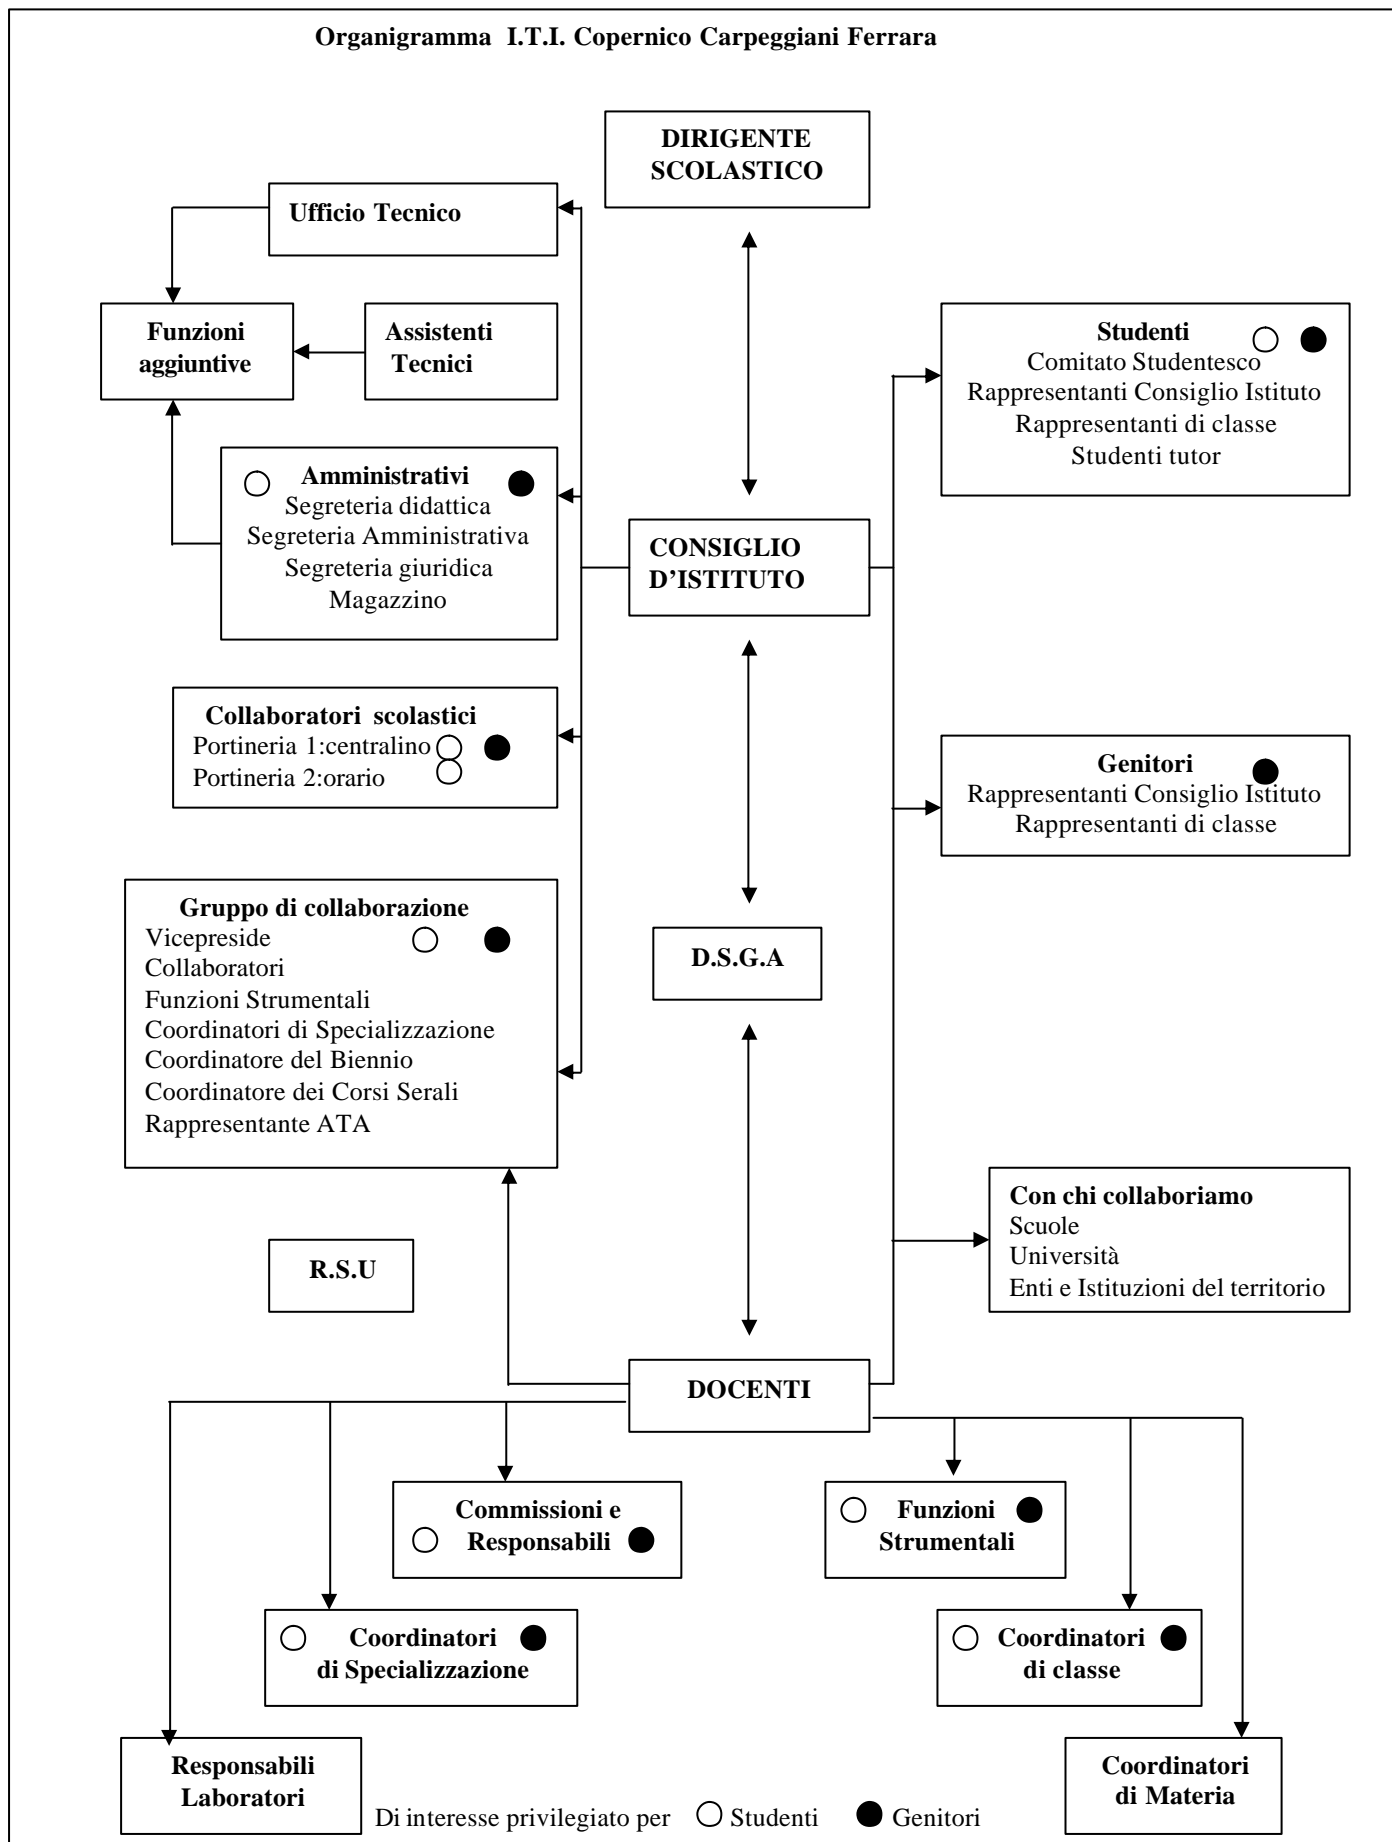 Organigramma I.T.I. Copernico Carpeggiani Ferrara
DIRIGENTE
SCOLASTICO
Ufficio Tecnico
Funzioni
aggiuntive
Assistenti
Tecnici
Studenti
Comitato Studentesco
Rappresentanti Consiglio Istituto
Rappresentanti di classe
Studenti tutor
Amministrativi
Segreteria didattica
Segreteria Amministrativa
Segreteria giuridica
Magazzino
CONSIGLIO
D'ISTITUTO
Collaboratori scolastici
Portineria 1:centralino
Portineria 2:orario
Genitori
Rappresentanti Consiglio Istituto
Rappresentanti di classe
Gruppo di collaborazione
Vicepreside
Collaboratori
Funzioni Strumentali
Coordinatori di Specializzazione
Coordinatore del Biennio
Coordinatore dei Corsi Serali
Rappresentante ATA
D.S.G.A
Con chi collaboriamo
Scuole
Università
Enti e Istituzioni del territorio
R.S.U
DOCENTI
Commissioni e
Responsabili
Funzioni
Strumentali
Coordinatori
di Specializzazione
Coordinatori
di classe
Responsabili
Laboratori
Coordinatori
di Materia
Di interesse privilegiato per Studenti Genitori